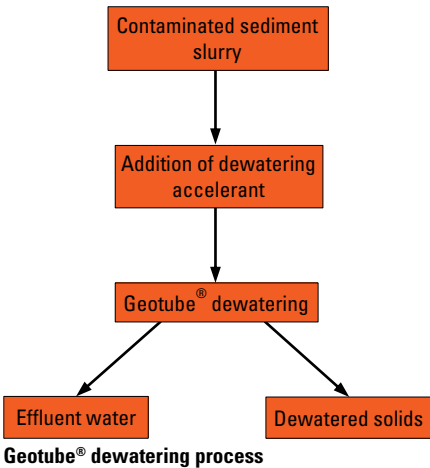 Contaminated sediment
slurry
Addition of dewatering
accelerant
Geotube® dewatering
Effluent water
Dewatered solids
Geotube® dewatering process